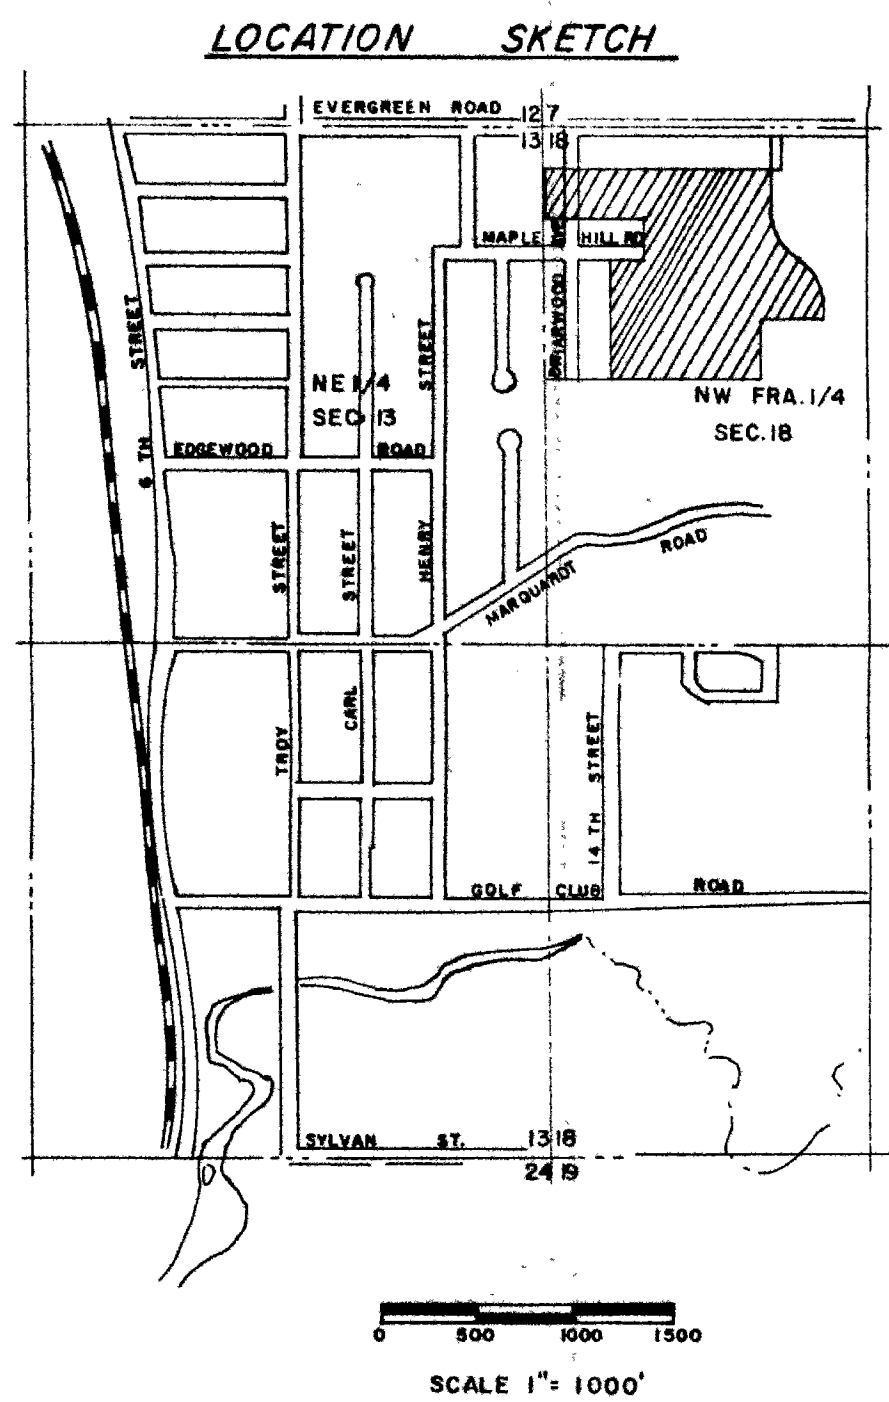 LOCATION SKETCH
EVERGREEN ROAD
12 7
13 18
MAPLE HILL RD
BRIARWOOD
STREET
STREET
NE 1/4
SEC 13
NW FRA. 1/4
SEC. 18
6 TH
EDGEWOOD ROAD
STREET
STREET
HENRY
MARQUARDT ROAD
CARL
TROY
14 TH STREET
GOLF CLUB ROAD
SYLVAN ST.
13 18
24 19
0 500 1000 1500
SCALE 1"= 1000'